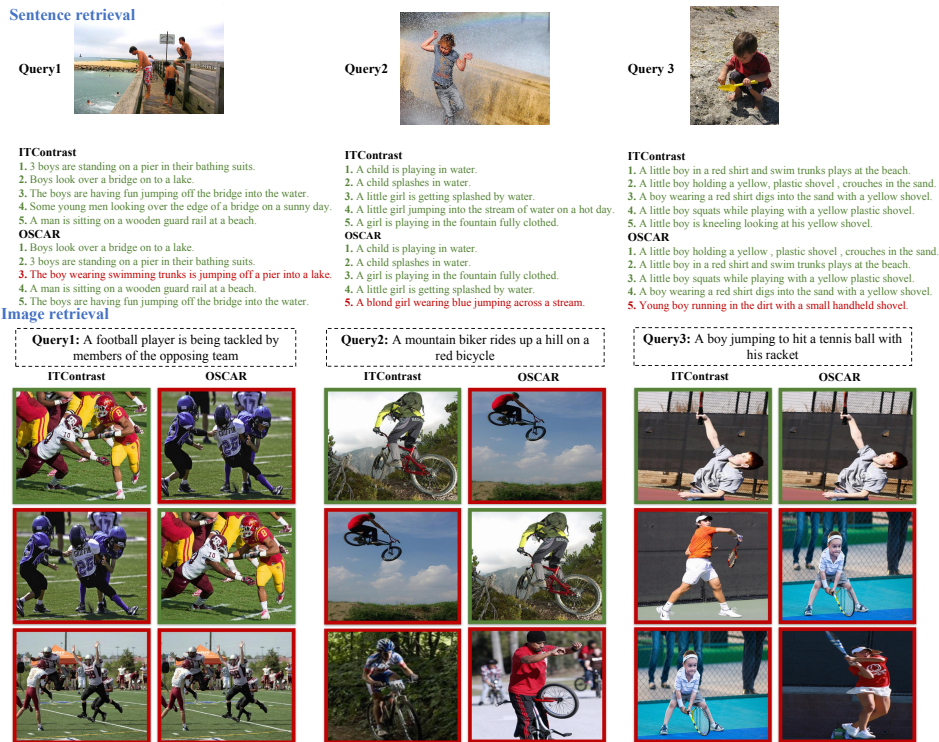 Sentence retrieval
Query1
Query2
Query 3
ITContrast
1. 3 boys are standing on a pier in their bathing suits.
2. Boys look over a bridge on to a lake.
3. The boys are having fun jumping off the bridge into the water.
4. Some young men looking over the edge of a bridge on a sunny day.
5. A man is sitting on a wooden guard rail at a beach.
OSCAR
1. Boys look over a bridge on to a lake.
2. 3 boys are standing on a pier in their bathing suits.
3. The boy wearing swimming trunks is jumping off a pier into a lake.
4. A man is sitting on a wooden guard rail at a beach.
5. The boys are having fun jumping off the bridge into the water.
ITContrast
1. A child is playing in water.
2. A child splashes in water.
3. A little girl is getting splashed by water.
4. A little girl jumping into the stream of water on a hot day.
5. A girl is playing in the fountain fully clothed.
OSCAR
1. A child is playing in water.
2. A child splashes in water.
3. A girl is playing in the fountain fully clothed.
4. A little girl is getting splashed by water.
5. A blond girl wearing blue jumping across a stream.
ITContrast
1. A little boy in a red shirt and swim trunks plays at the beach.
2. A little boy holding a yellow, plastic shovel , crouches in the sand.
3. A boy wearing a red shirt digs into the sand with a yellow shovel.
4. A little boy squats while playing with a yellow plastic shovel.
5. A little boy is kneeling looking at his yellow shovel.
OSCAR
1. A little boy holding a yellow , plastic shovel , crouches in the sand.
2. A little boy in a red shirt and swim trunks plays at the beach.
3. A little boy squats while playing with a yellow plastic shovel.
4. A boy wearing a red shirt digs into the sand with a yellow shovel.
5. Young boy running in the dirt with a small handheld shovel.
Image retrieval
Query1: A football player is being tackled by
members of the opposing team
Query2: A mountain biker rides up a hill on a
red bicycle
Query3: A boy jumping to hit a tennis ball with
his racket
ITContrast
OSCAR
ITContrast
OSCAR
ITContrast
OSCAR